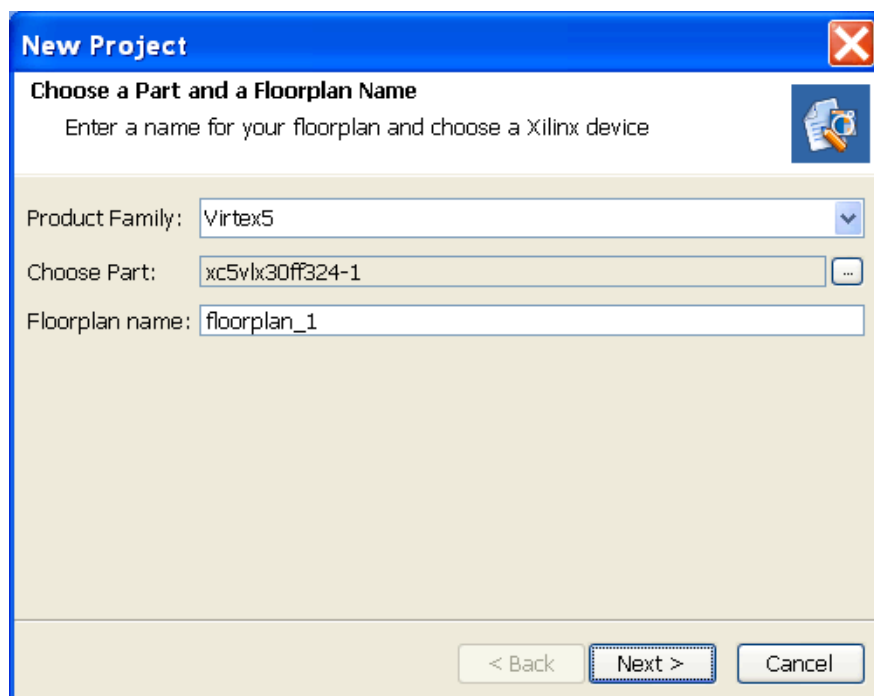 New Project
Choose a Part and a Floorplan Name
Enter a name for your floorplan and choose a Xilinx device
Product Family: Virtex5
Choose Part: xc5vlx30ff324-1 ...
Floorplan name: floorplan_1
< Back Next > Cancel